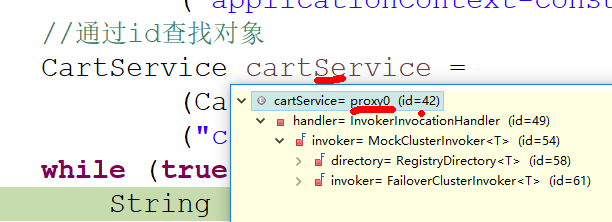 ("applicationContext-cons
//通过id查找对象
CartService cartService =
(Ca
("c
while (true
String
cartService= proxy0 (id=42)
handler= InvokerInvocationHandler (id=49)
invoker= MockClusterInvoker<T> (id=54)
directory= RegistryDirectory<T> (id=58)
invoker= FailoverClusterInvoker<T> (id=61)